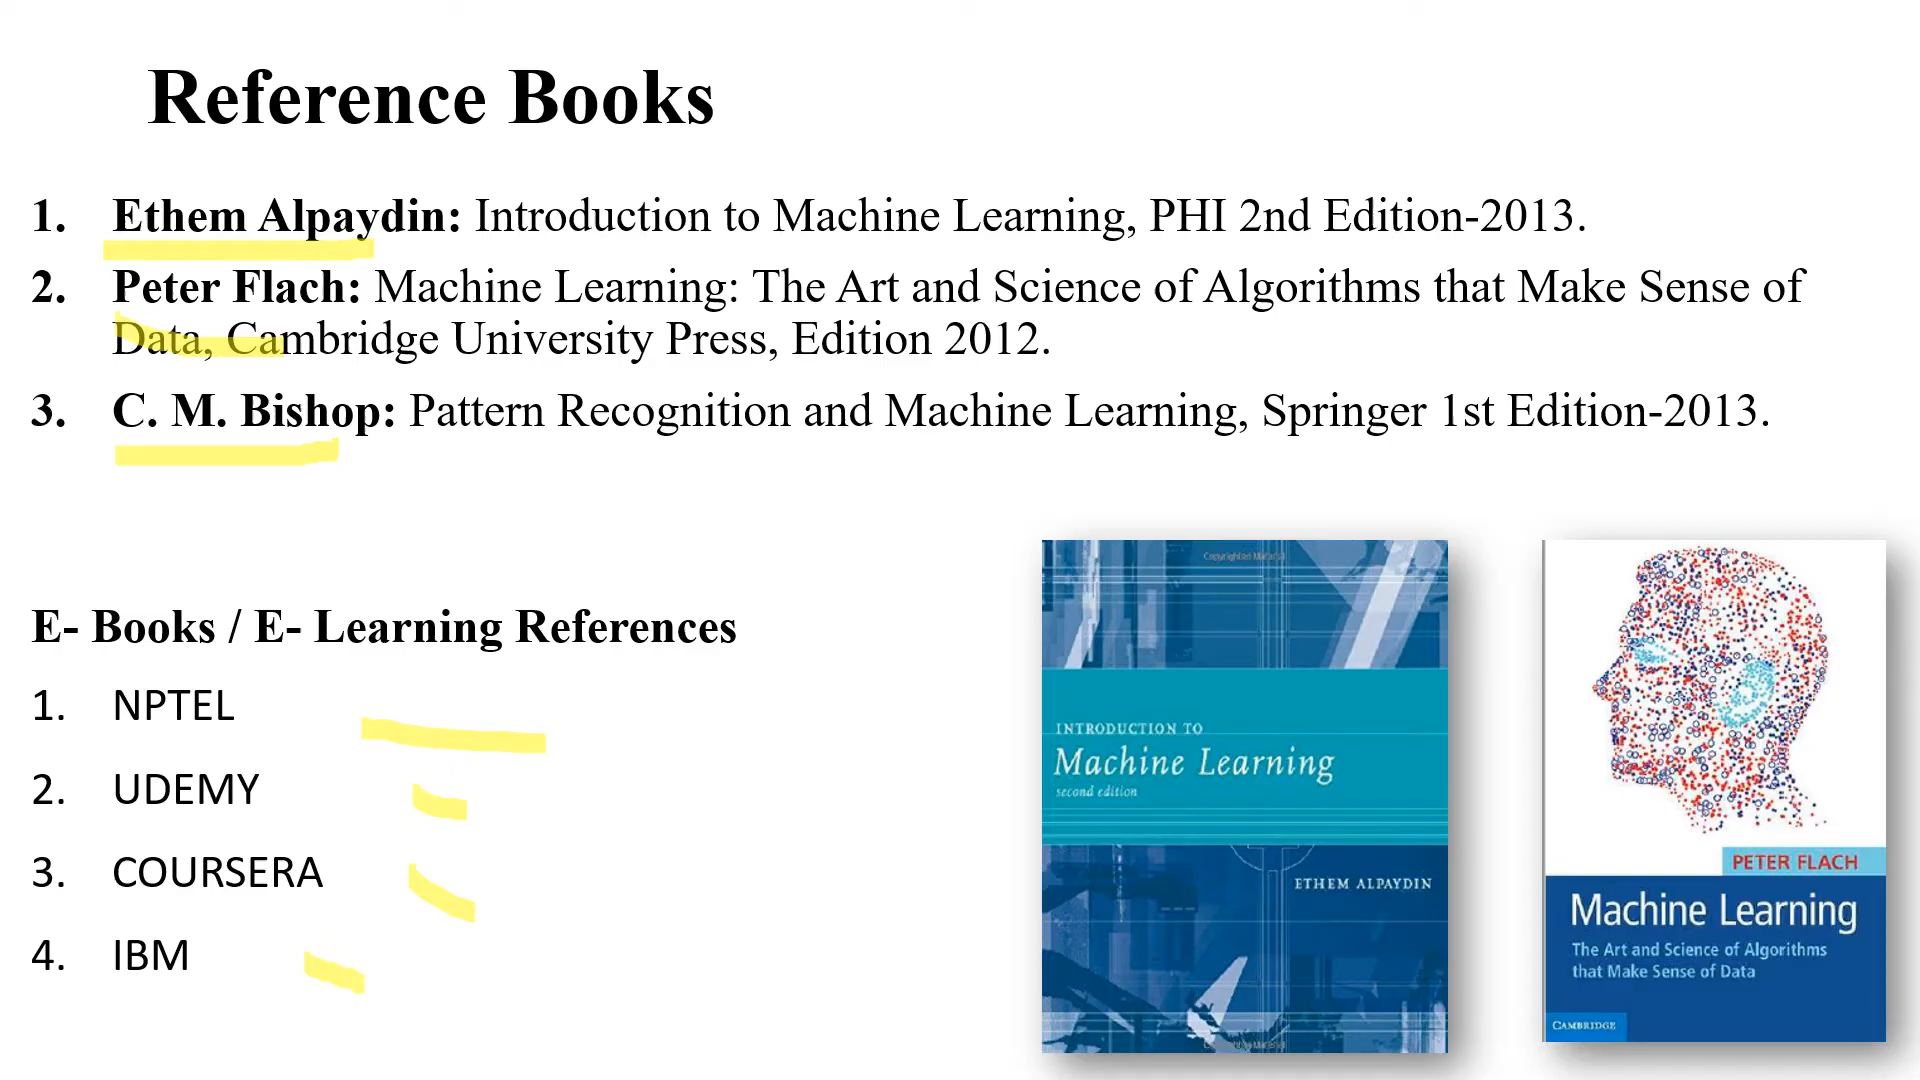 Reference Books
1. Ethem Alpaydin: Introduction to Machine Learning, PHI 2nd Edition-2013.
2. Peter Flach: Machine Learning: The Art and Science of Algorithms that Make Sense of
Data, Cambridge University Press, Edition 2012.
3. C. M. Bishop: Pattern Recognition and Machine Learning, Springer 1st Edition-2013.
E- Books / E- Learning References
1. NPTEL
2. UDEMY
3. COURSERA
4. IBM
Copyrighted Material
INTRODUCTION TO
Machine Learning
second edition
ETHEM ALPAYDIN
Copyrighted Material
PETER FLACH
Machine Learning
The Art and Science of Algorithms
that Make Sense of Data
CAMBRIDGE